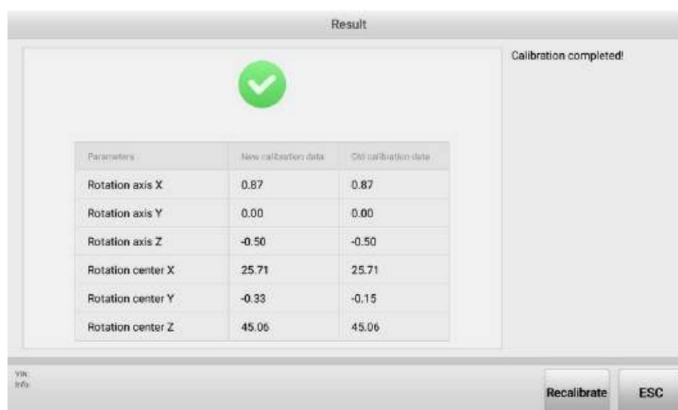 Result
Calibration completed!
Parameters New calibration data Old calibration data
Rotation axis X 0.87 0.87
Rotation axis Y 0.00 0.00
Rotation axis Z -0.50 -0.50
Rotation center X 25.71 25.71
Rotation center Y -0.33 -0.15
Rotation center Z 45.06 45.06
VIN:
Info:
Recalibrate ESC